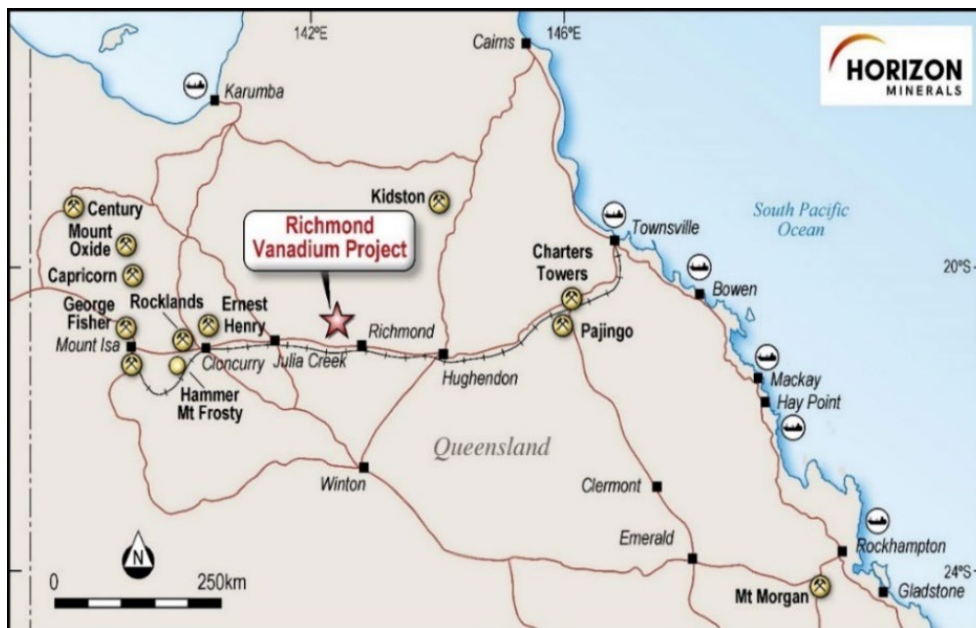 142°E
146°E
Cairns
HORIZON
MINERALS
Karumba
Kidston
Century
Mount
Oxide
Capricorn
Richmond
Vanadium Project
South Pacific
Ocean
Townsville
Charters
Towers
20°S
Bowen
George
Fisher
Rocklands
Ernest
Henry
Richmond
Pajingo
Mount Isa
Cloncurry
Julia Creek
Hughendon
Hammer
Mt Frosty
Mackay
Hay Point
Queensland
Winton
Clermont
Emerald
Rockhampton
N
0
250km
24°S
Mt Morgan
Gladstone